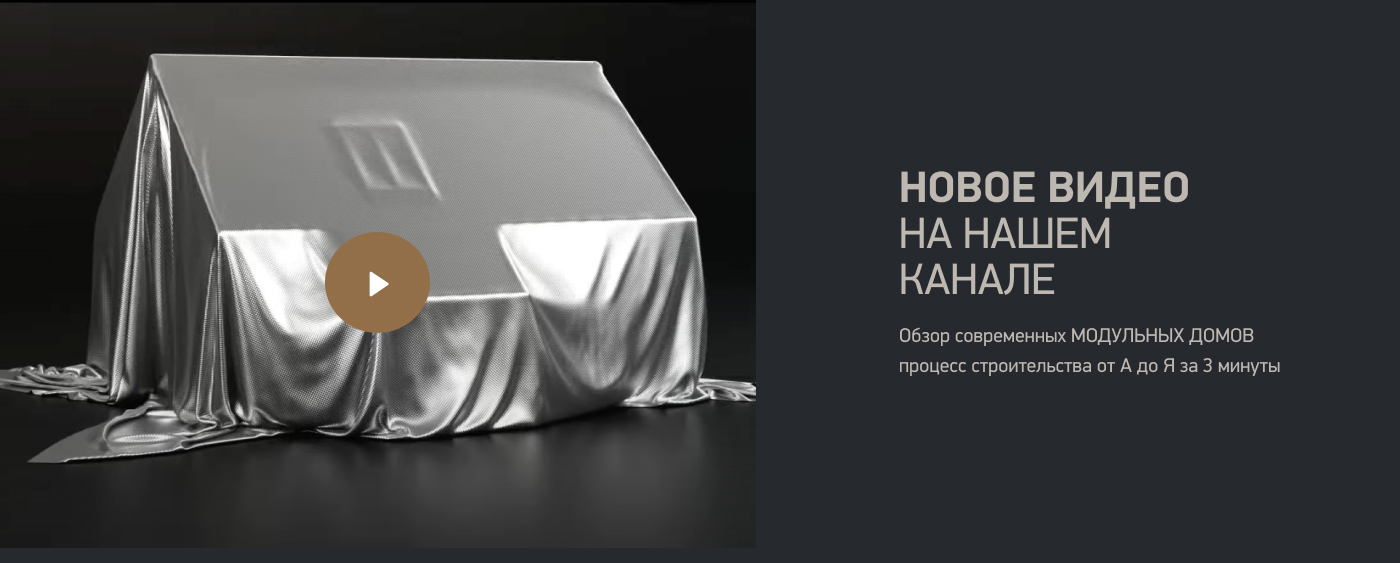 НОВОЕ ВИДЕО
НА НАШЕМ
КАНАЛЕ
Обзор современных МОДУЛЬНЫХ ДОМОВ
процесс строительства от А до Я за 3 минуты